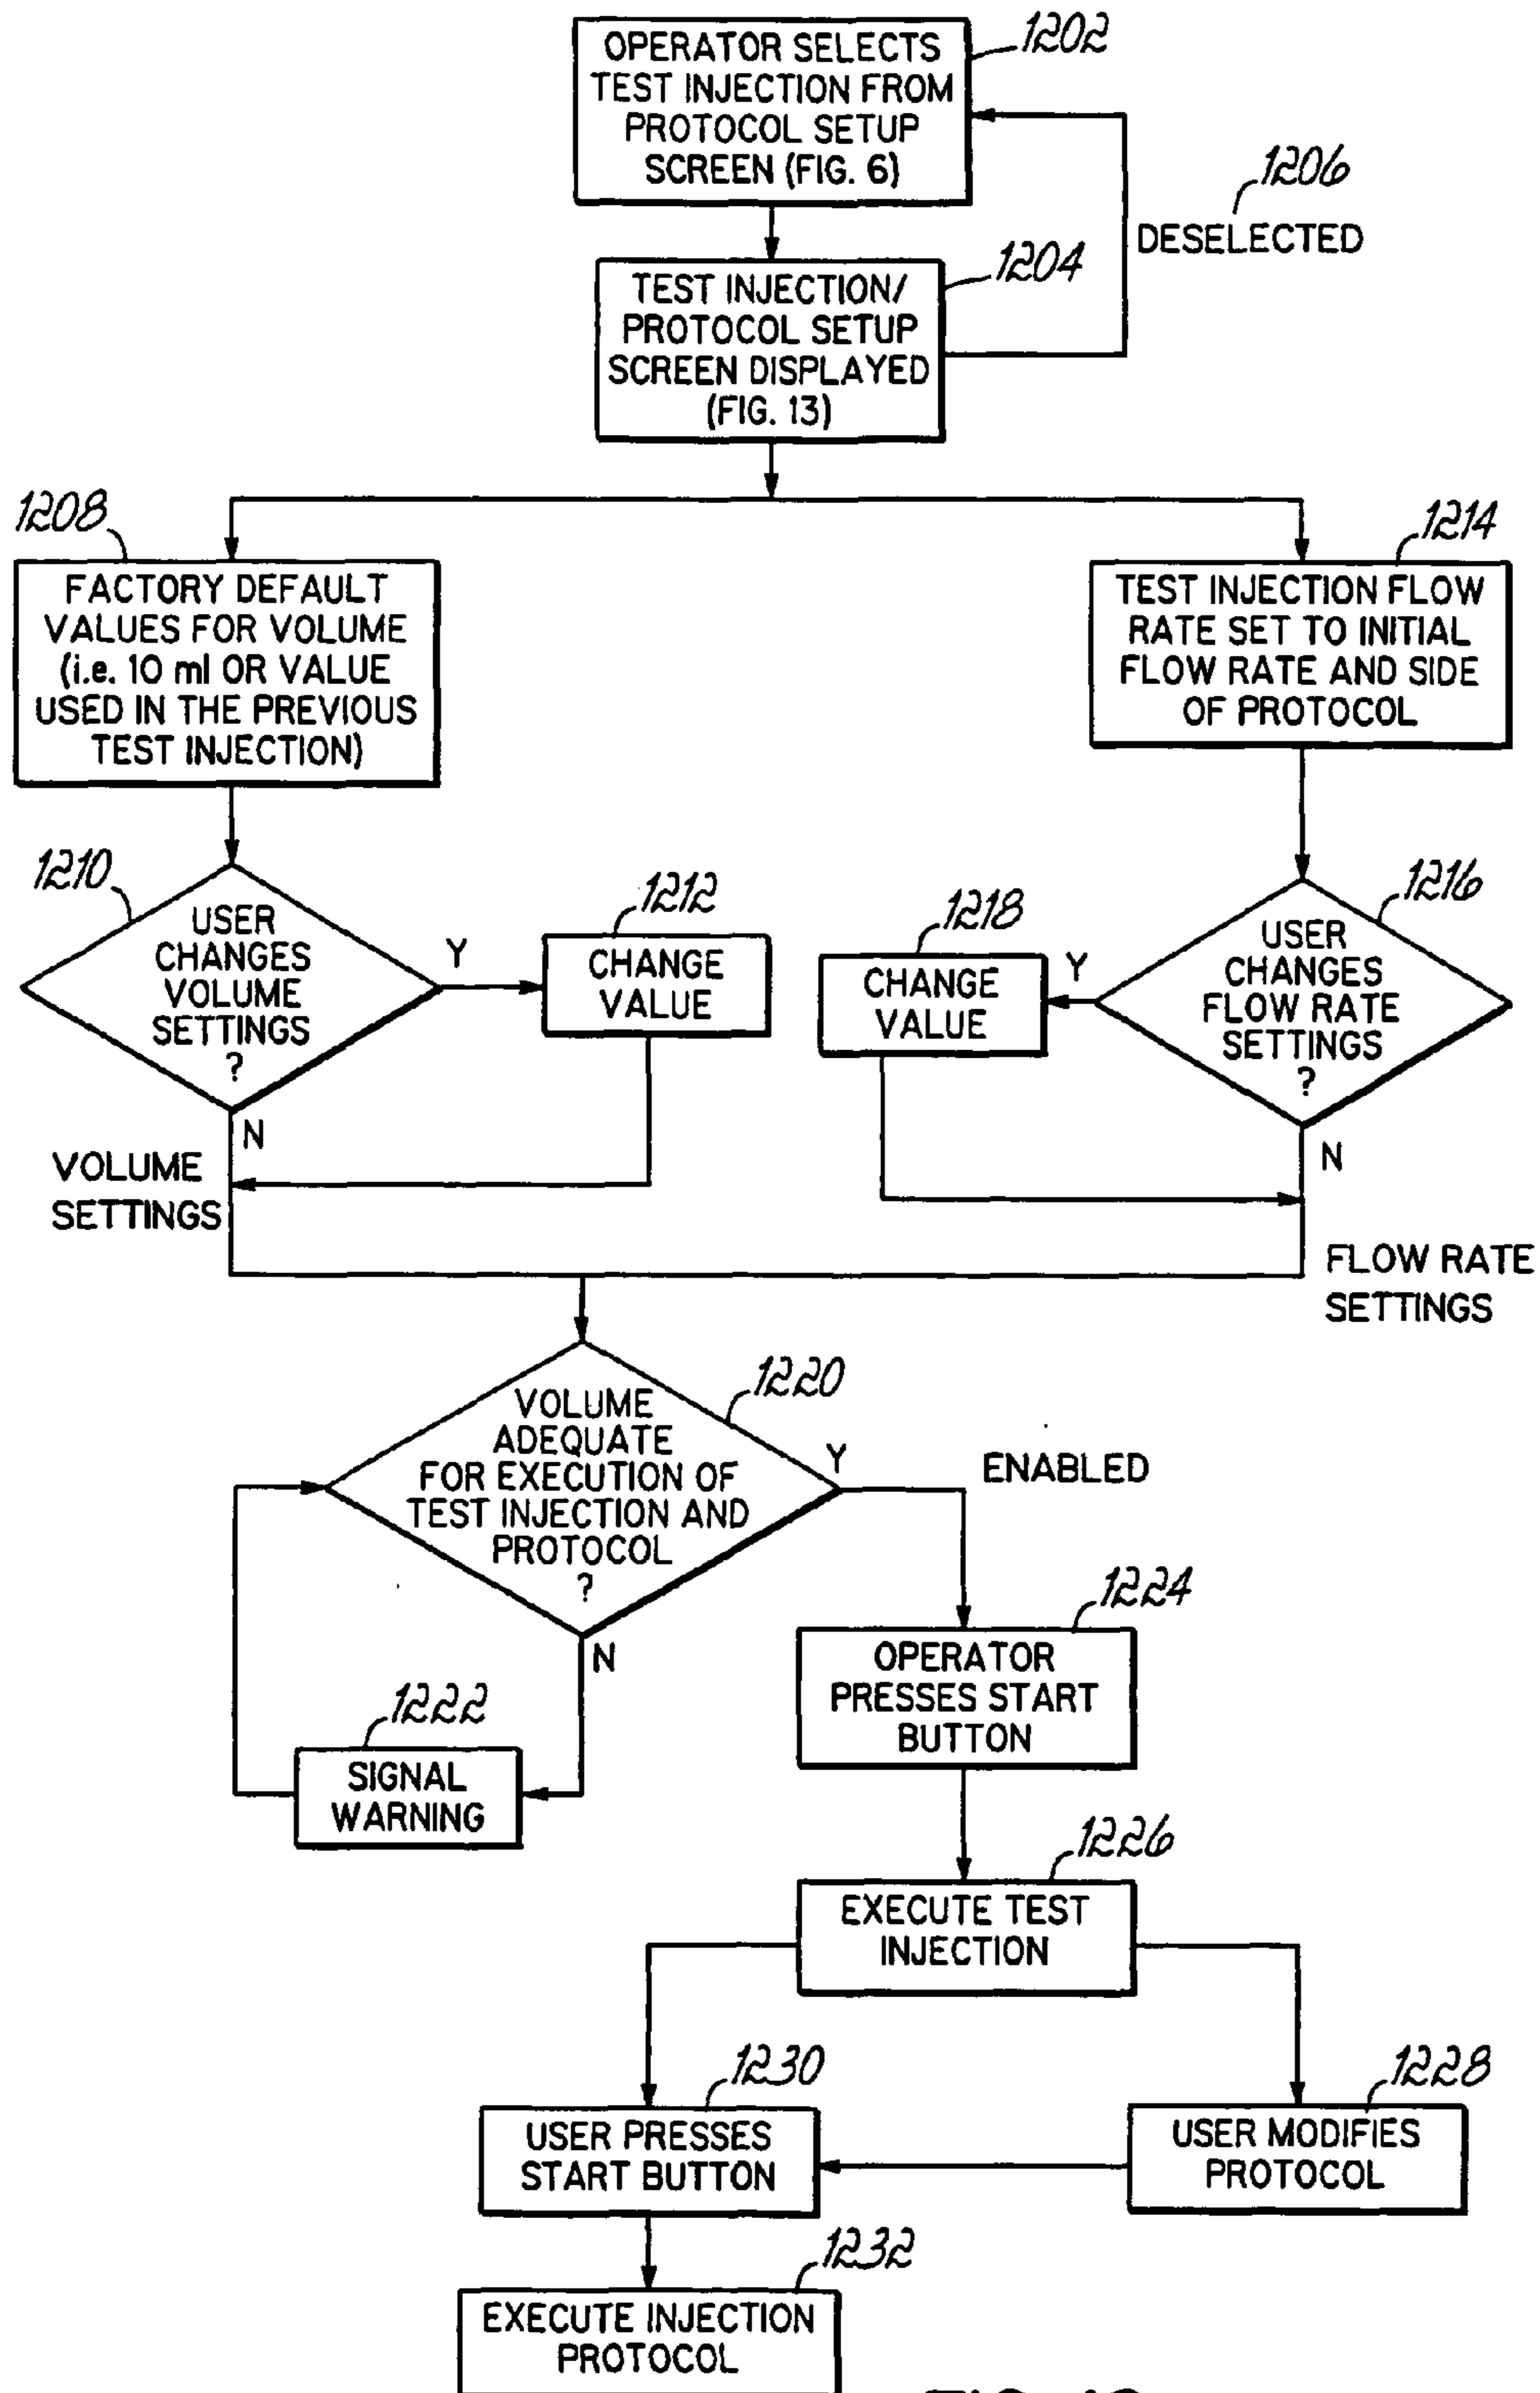 1202
OPERATOR SELECTS
TEST INJECTION FROM
PROTOCOL SETUP
SCREEN (FIG. 6)
1206
DESELECTED
1204
TEST INJECTION/
PROTOCOL SETUP
SCREEN DISPLAYED
(FIG. 13)
1208
FACTORY DEFAULT
VALUES FOR VOLUME
(i.e. 10 ml OR VALUE
USED IN THE PREVIOUS
TEST INJECTION)
1214
TEST INJECTION FLOW
RATE SET TO INITIAL
FLOW RATE AND SIDE
OF PROTOCOL
1210
USER
CHANGES
VOLUME
SETTINGS
?
Y
1212
CHANGE
VALUE
N
VOLUME
SETTINGS
1216
USER
CHANGES
FLOW RATE
SETTINGS
?
Y
1218
CHANGE
VALUE
N
FLOW RATE
SETTINGS
1220
VOLUME
ADEQUATE
FOR EXECUTION OF
TEST INJECTION AND
PROTOCOL
?
Y
ENABLED
N
1222
SIGNAL
WARNING
1224
OPERATOR
PRESSES START
BUTTON
1226
EXECUTE TEST
INJECTION
1230
USER PRESSES
START BUTTON
1228
USER MODIFIES
PROTOCOL
1232
EXECUTE INJECTION
PROTOCOL